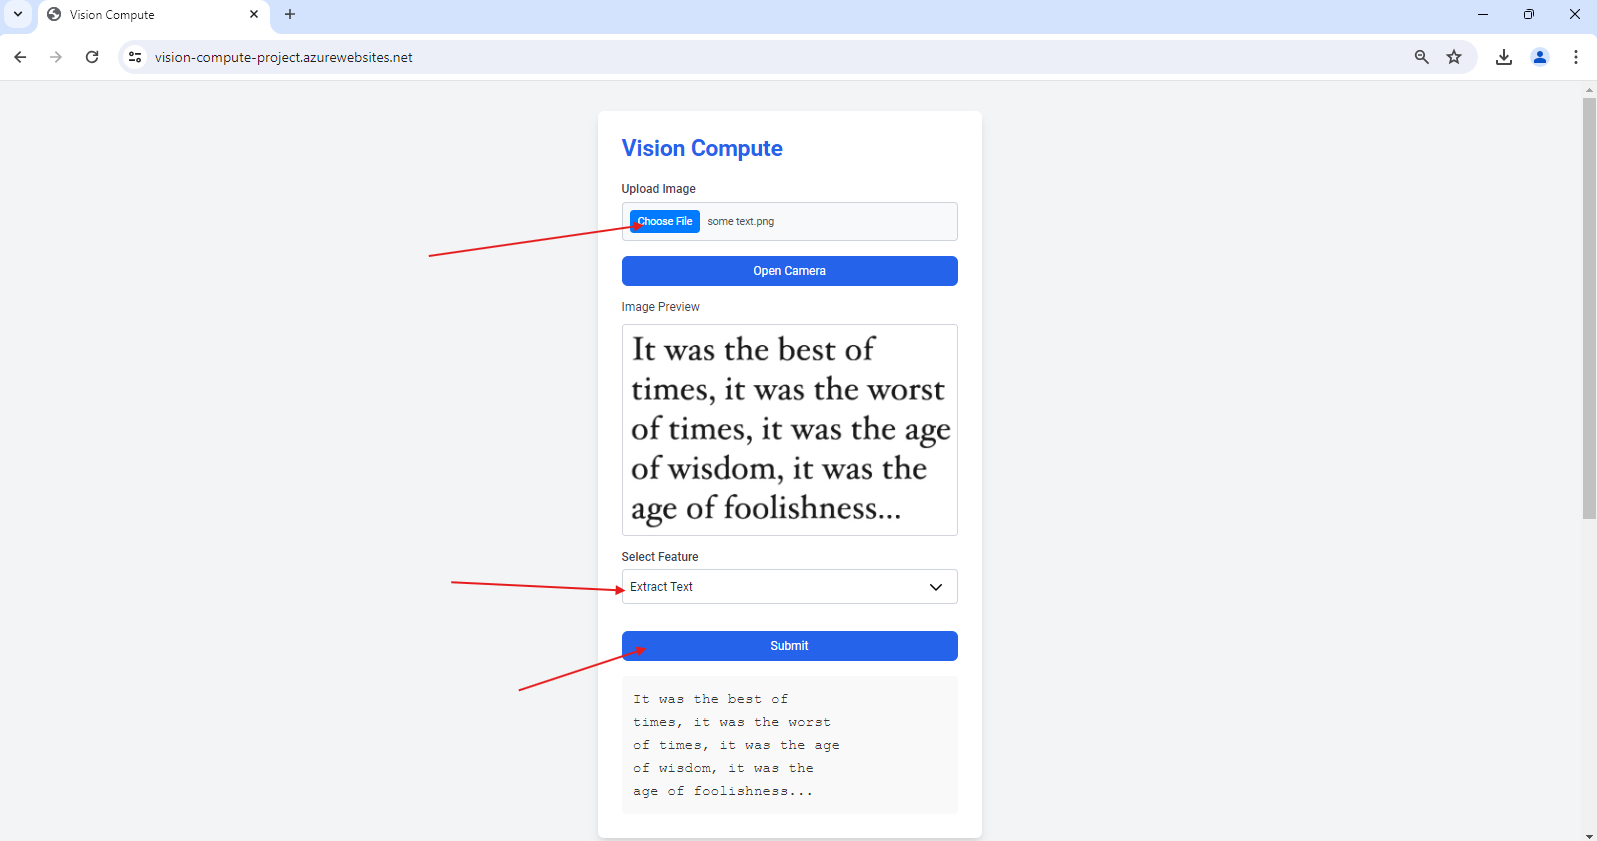 Vision Compute
vision-compute-project.azurewebsites.net
Vision Compute
Upload Image
Choose File some text.png
Open Camera
Image Preview
It was the best of
times, it was the worst
of times, it was the age
of wisdom, it was the
age of foolishness...
Select Feature
Extract Text
Submit
It was the best of
times, it was the worst
of times, it was the age
of wisdom, it was the
age of foolishness...